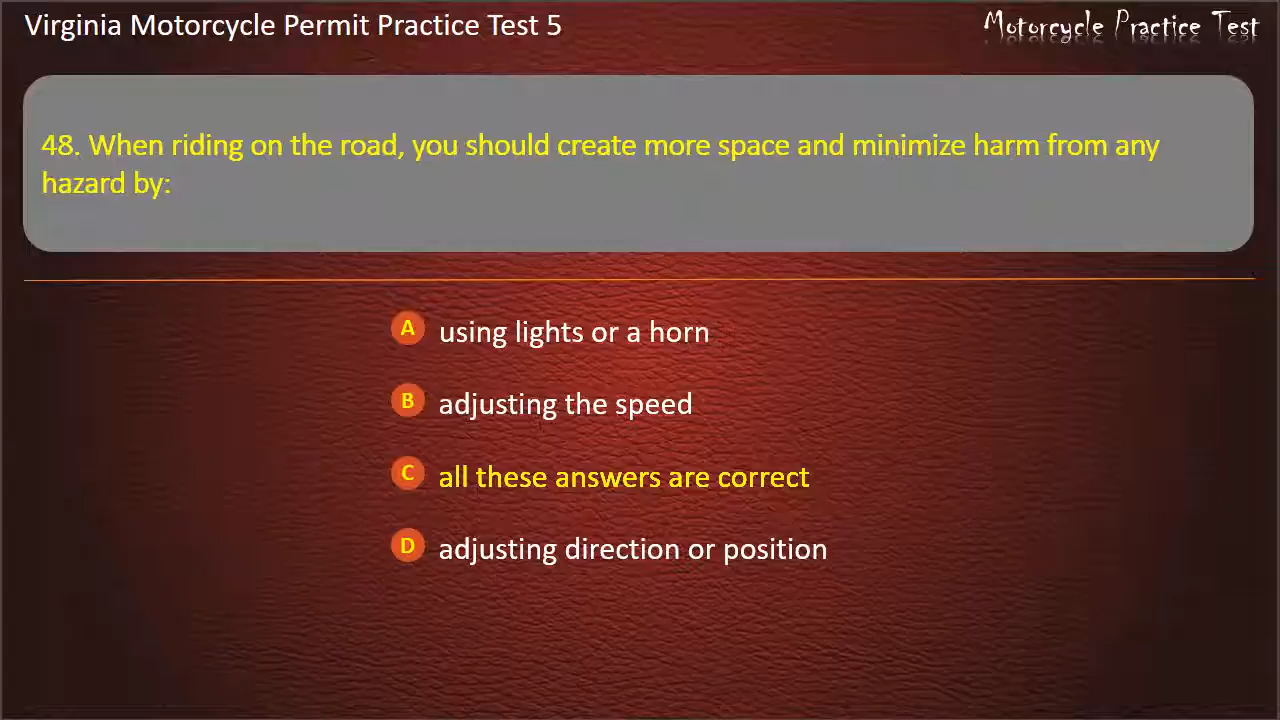 Virginia Motorcycle Permit Practice Test 5
Motorcycle Practice Test
48. When riding on the road, you should create more space and minimize harm from any
hazard by:
A using lights or a horn
B adjusting the speed
C all these answers are correct
D adjusting direction or position